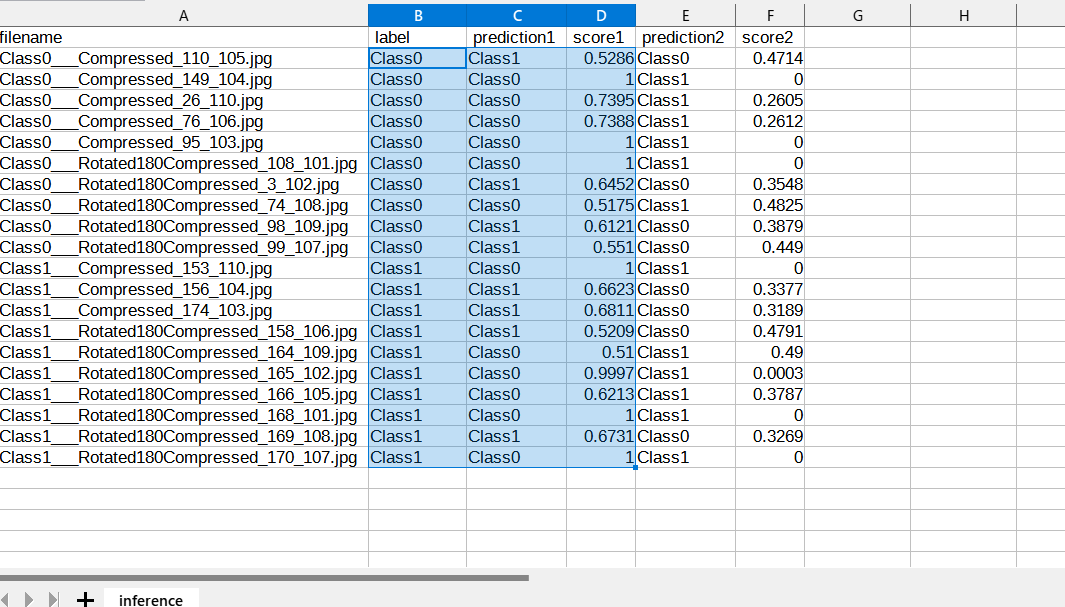 A B C D E F G H
filename label prediction1 score1 prediction2 score2
Class0___Compressed_110_105.jpg Class0 Class1 0.5286 Class0 0.4714
Class0___Compressed_149_104.jpg Class0 Class0 1 Class1 0
Class0___Compressed_26_110.jpg Class0 Class0 0.7395 Class1 0.2605
Class0___Compressed_76_106.jpg Class0 Class0 0.7388 Class1 0.2612
Class0___Compressed_95_103.jpg Class0 Class0 1 Class1 0
Class0___Rotated180Compressed_108_101.jpg Class0 Class0 1 Class1 0
Class0___Rotated180Compressed_3_102.jpg Class0 Class1 0.6452 Class0 0.3548
Class0___Rotated180Compressed_74_108.jpg Class0 Class0 0.5175 Class1 0.4825
Class0___Rotated180Compressed_98_109.jpg Class0 Class1 0.6121 Class0 0.3879
Class0___Rotated180Compressed_99_107.jpg Class0 Class1 0.551 Class0 0.449
Class1___Compressed_153_110.jpg Class1 Class0 1 Class1 0
Class1___Compressed_156_104.jpg Class1 Class1 0.6623 Class0 0.3377
Class1___Compressed_174_103.jpg Class1 Class1 0.6811 Class0 0.3189
Class1___Rotated180Compressed_158_106.jpg Class1 Class1 0.5209 Class0 0.4791
Class1___Rotated180Compressed_164_109.jpg Class1 Class0 0.51 Class1 0.49
Class1___Rotated180Compressed_165_102.jpg Class1 Class0 0.9997 Class1 0.0003
Class1___Rotated180Compressed_166_105.jpg Class1 Class1 0.6213 Class0 0.3787
Class1___Rotated180Compressed_168_101.jpg Class1 Class0 1 Class1 0
Class1___Rotated180Compressed_169_108.jpg Class1 Class1 0.6731 Class0 0.3269
Class1___Rotated180Compressed_170_107.jpg Class1 Class0 1 Class1 0
inference